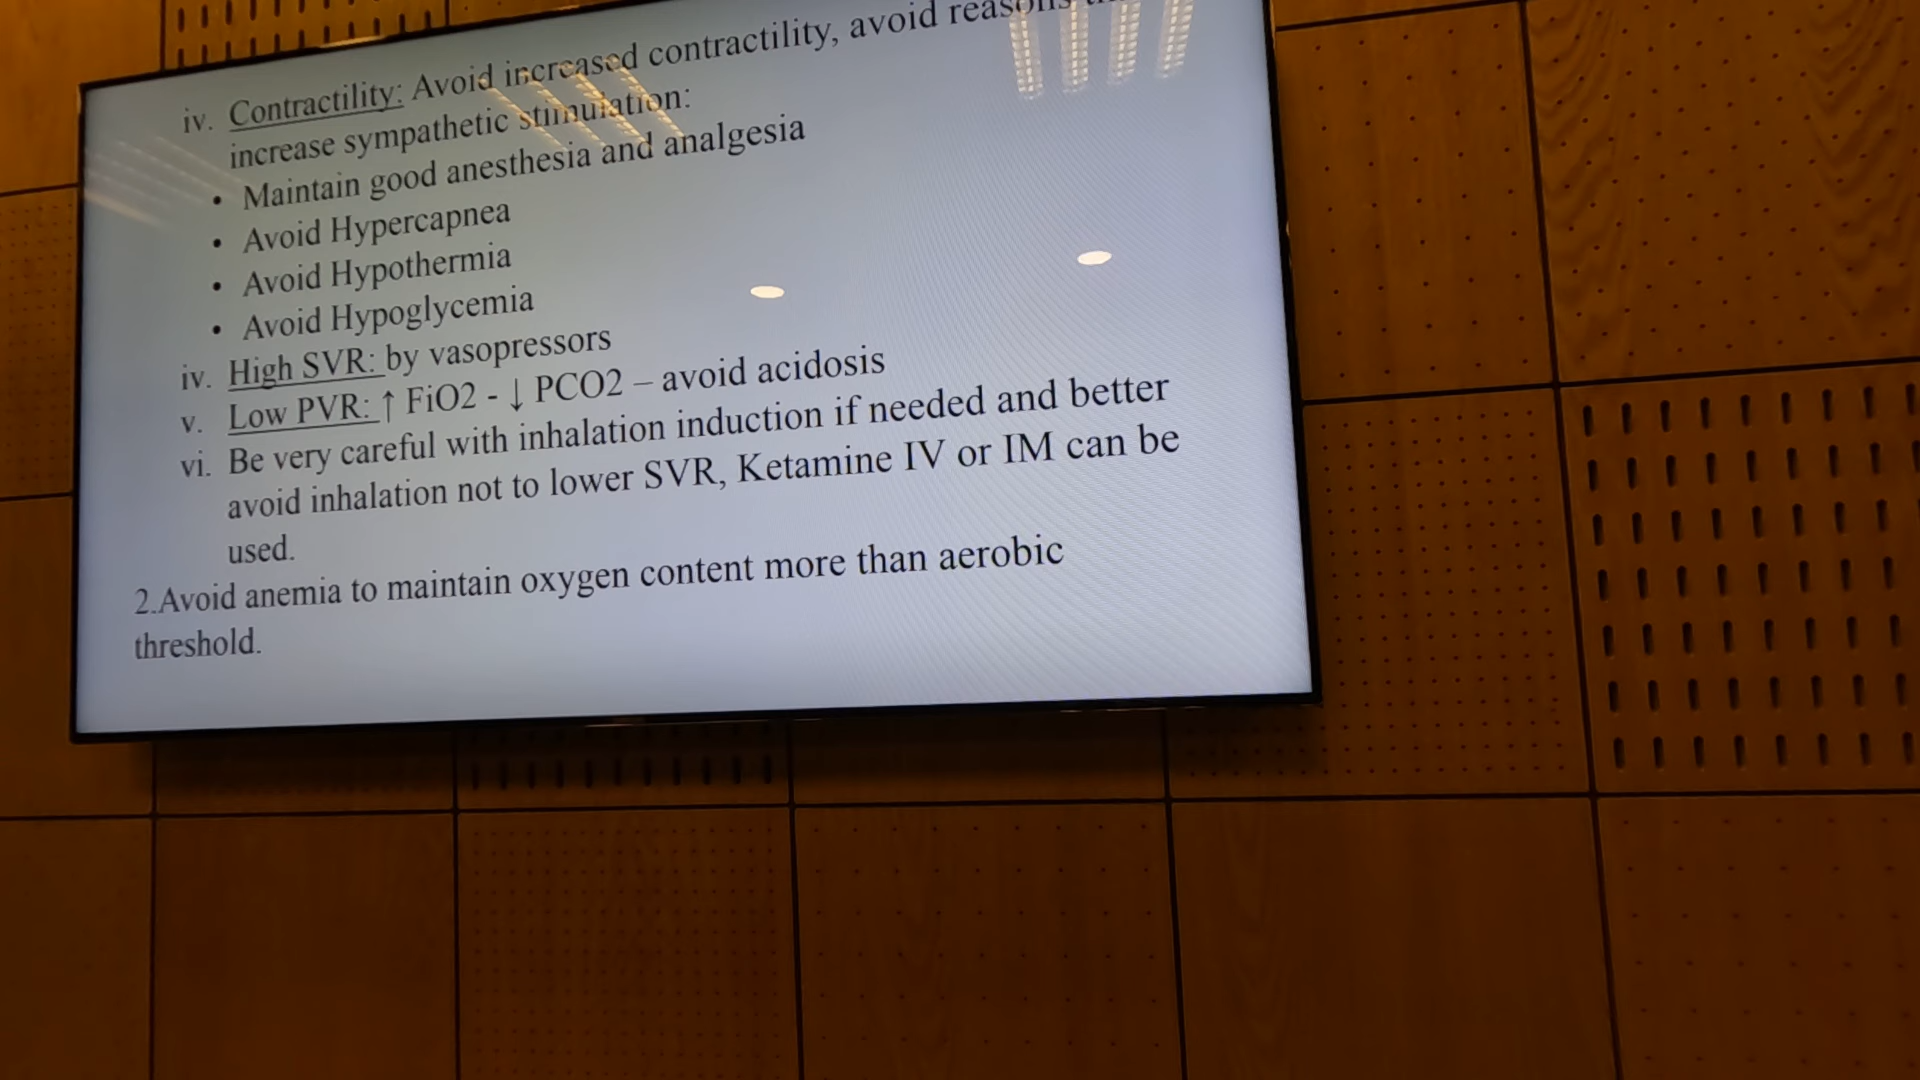 iv. Contractility: Avoid increased contractility, avoid reasons
increase sympathetic stimulation:
• Maintain good anesthesia and analgesia
• Avoid Hypercapnea
• Avoid Hypothermia
• Avoid Hypoglycemia
iv. High SVR: by vasopressors
v. Low PVR: ↑ FiO2 - ↓ PCO2 – avoid acidosis
vi. Be very careful with inhalation induction if needed and better
avoid inhalation not to lower SVR, Ketamine IV or IM can be
used.
2.Avoid anemia to maintain oxygen content more than aerobic
threshold.